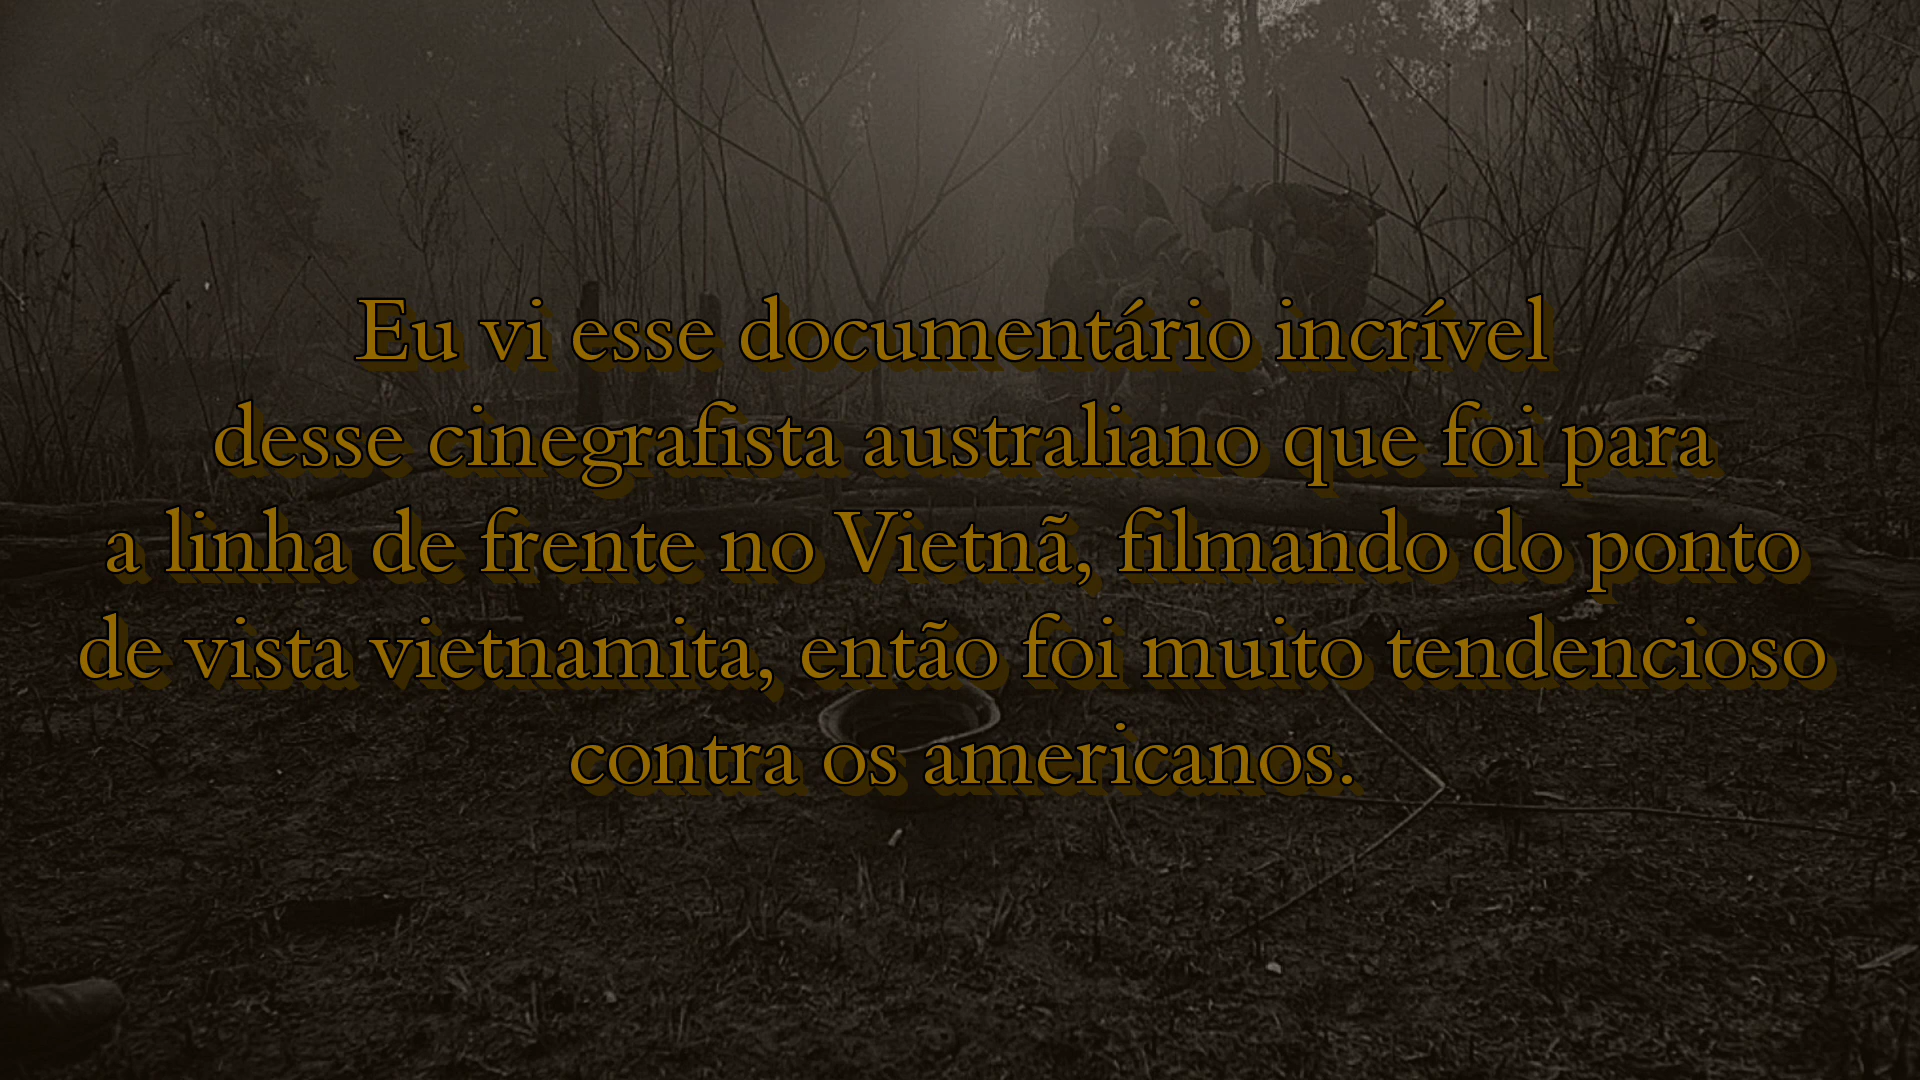 Eu vi esse documentário incrível
desse cinegrafista australiano que foi para
a linha de frente no Vietnã, filmando do ponto
de vista vietnamita, então foi muito tendencioso
contra os americanos.